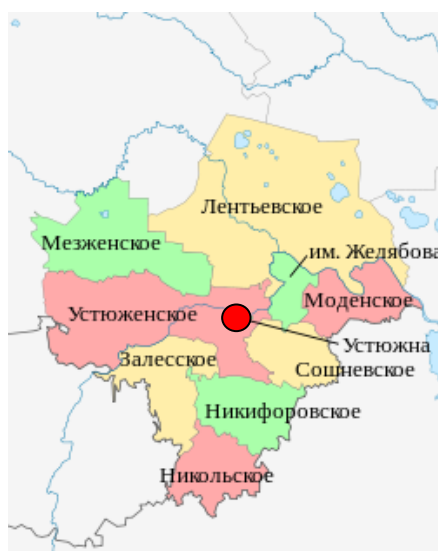 Лентьевское
Мезженское
им. Желябова
Моденское
Устюженское
Устюжна
Залесское
Сошневское
Никифоровское
Никольское